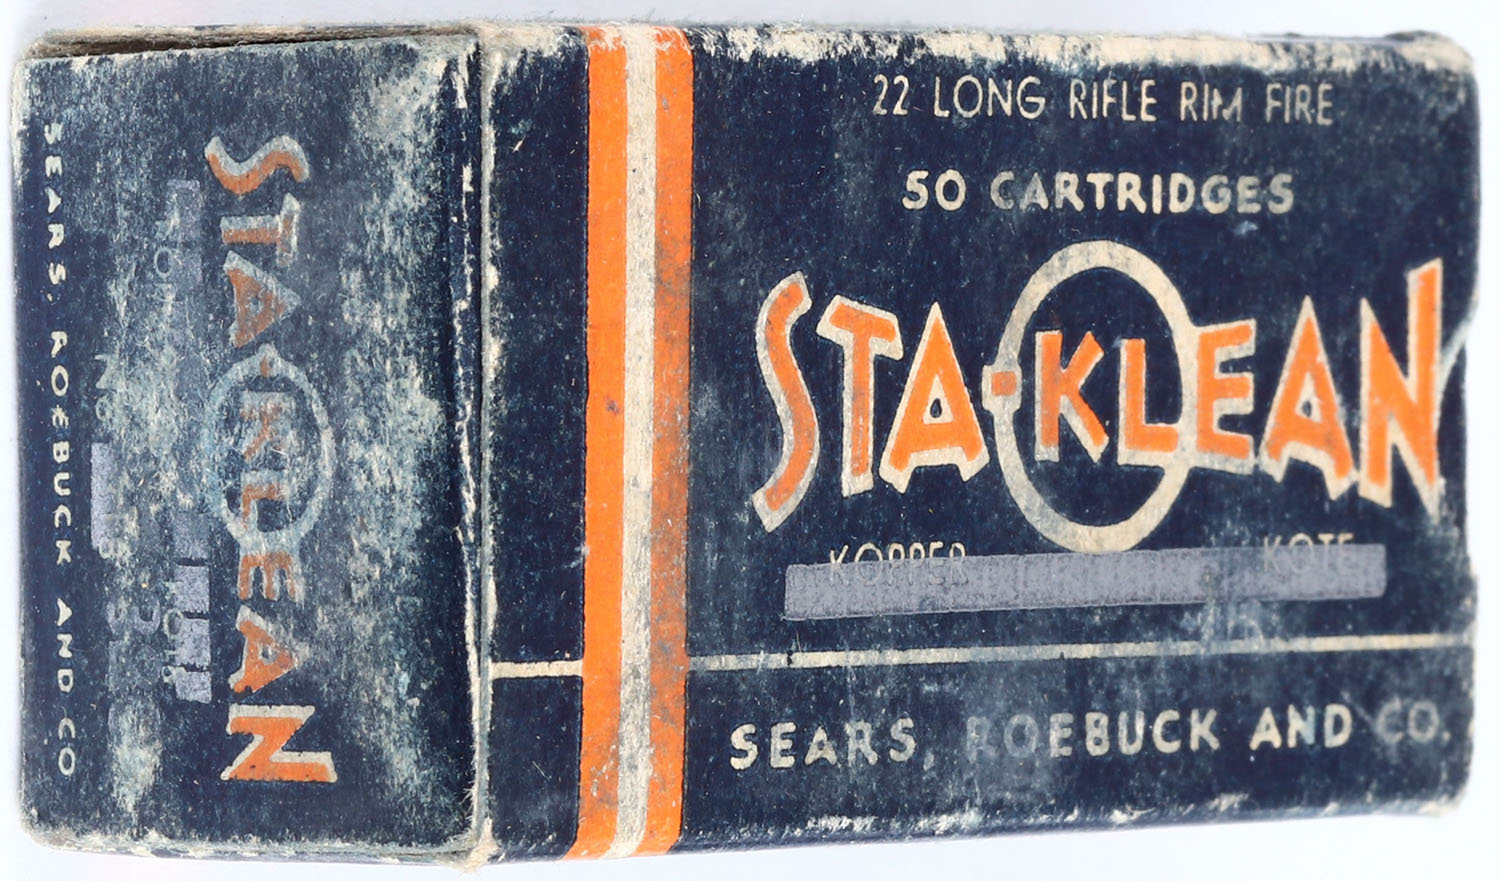 22 LONG RIFLE RIM FIRE
50 CARTRIDGES
STA-KLEAN
KOPPER KOTE
SEARS, ROEBUCK AND CO.
STA-KLEAN
SEARS, ROEBUCK AND CO